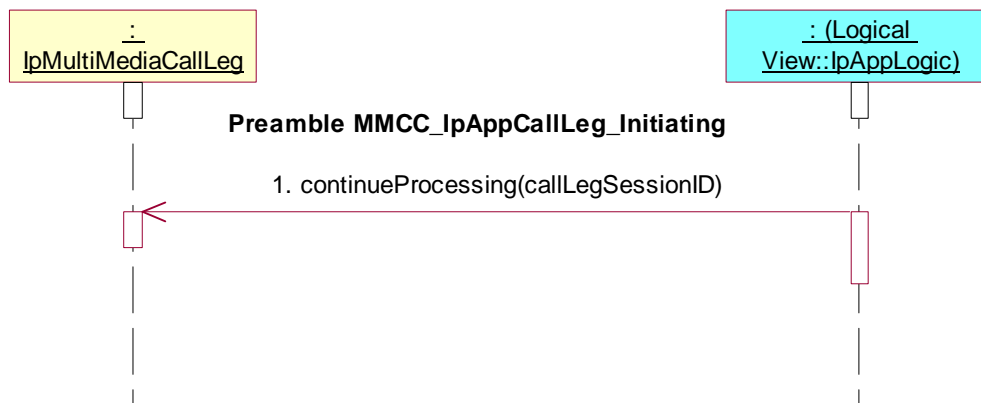 :
IpMultiMediaCallLeg
: (Logical
View::IpAppLogic)
Preamble MMCC_IpAppCallLeg_Initiating
1. continueProcessing(callLegSessionID)